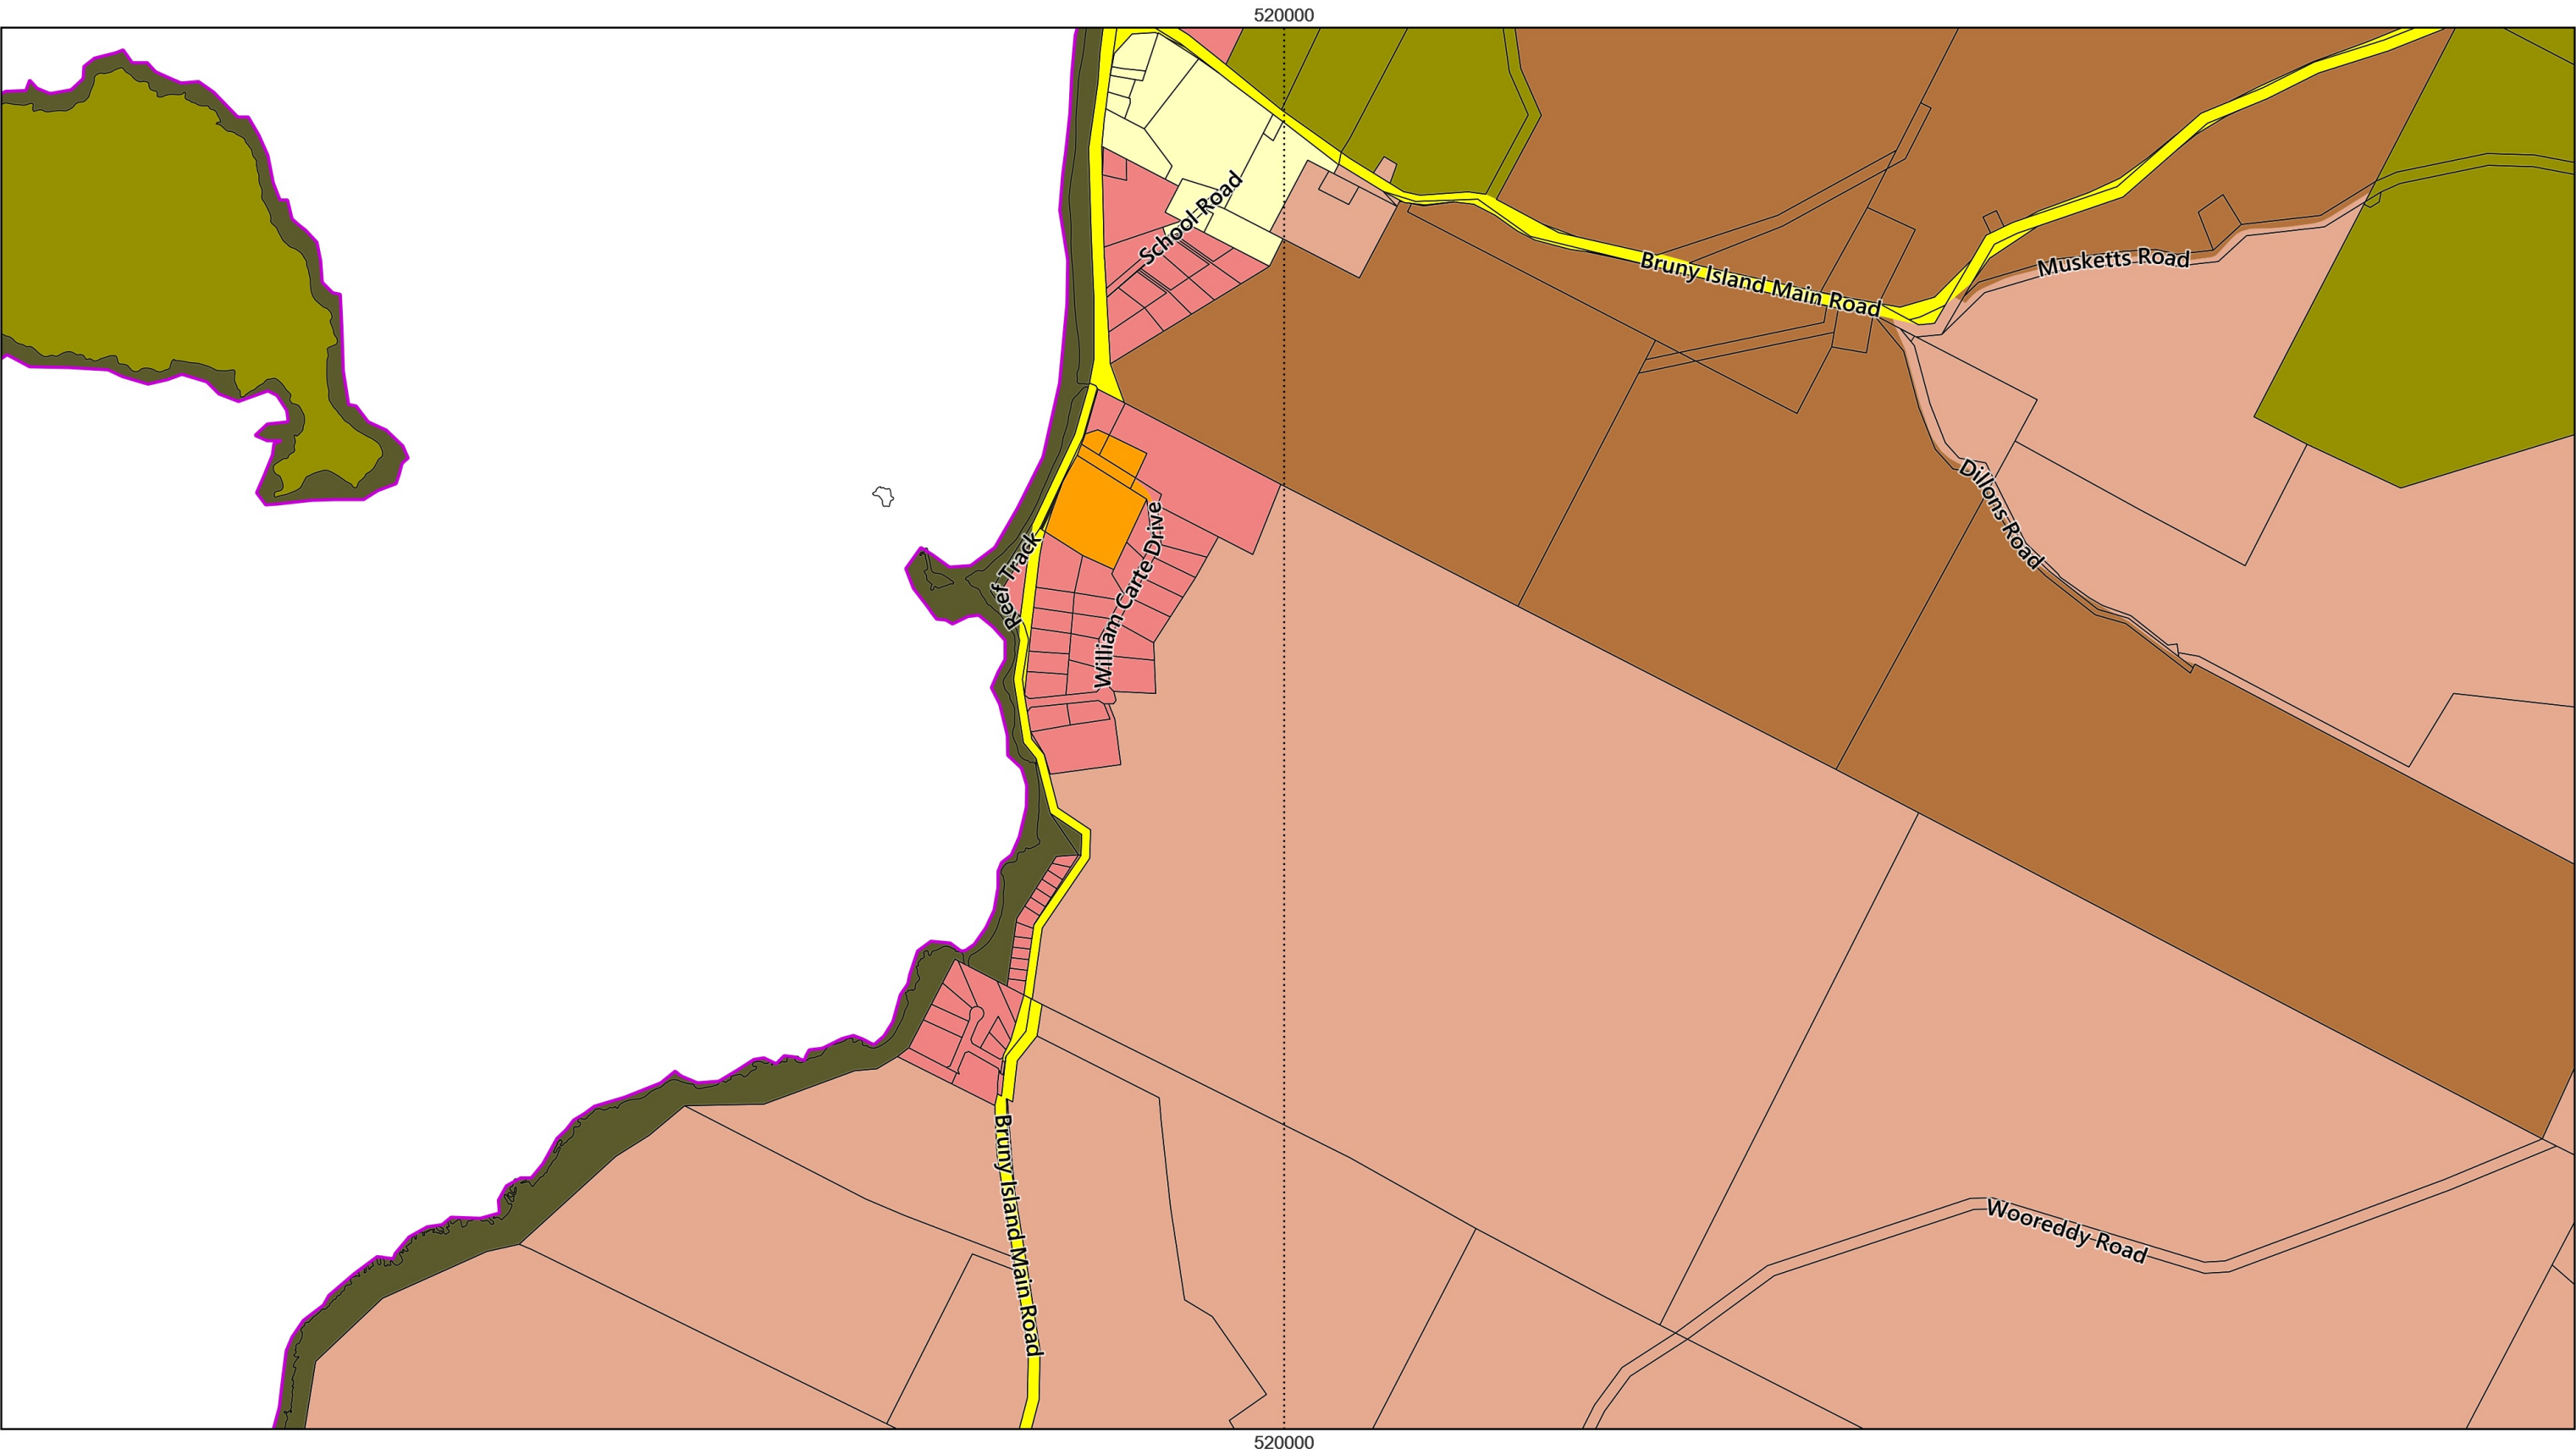 520000
School Road
Bruny Island Main Road
Musketts Road
Dillons Road
Reef Track
William Carte Drive
Bruny Island Main Road
Wooreddy Road
520000